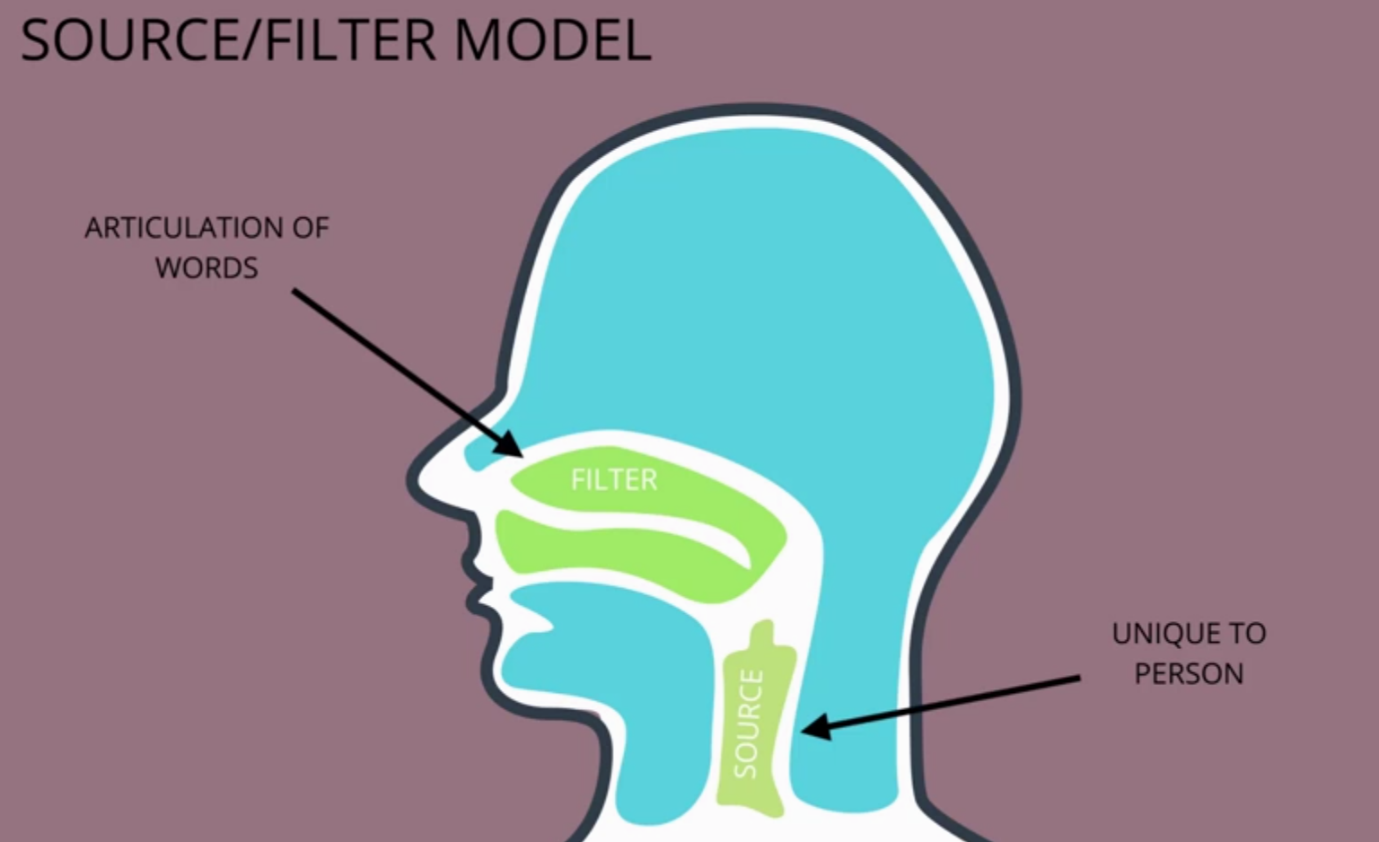 SOURCE/FILTER MODEL
ARTICULATION OF
WORDS
FILTER
UNIQUE TO
PERSON
SOURCE